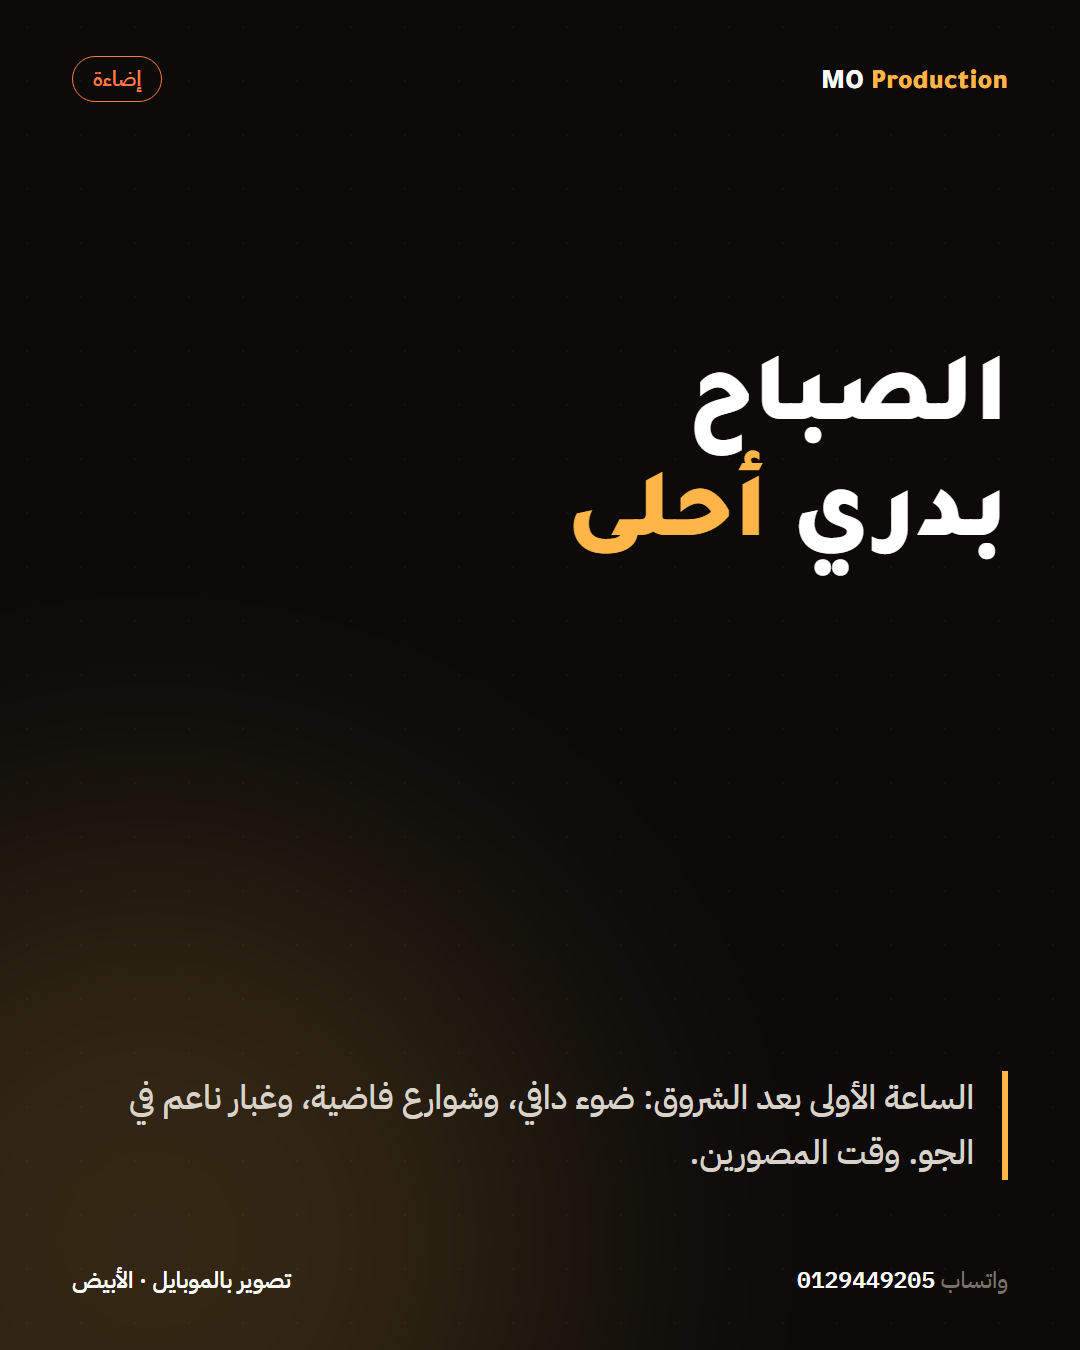 MO Production
إضاءة
الصباح
بدري أحلى
الساعة الأولى بعد الشروق: ضوء دافي، وشوارع فاضية، وغبار ناعم في
الجو. وقت المصورين.
واتساب 0129449205
تصوير بالموبايل · الأبيض